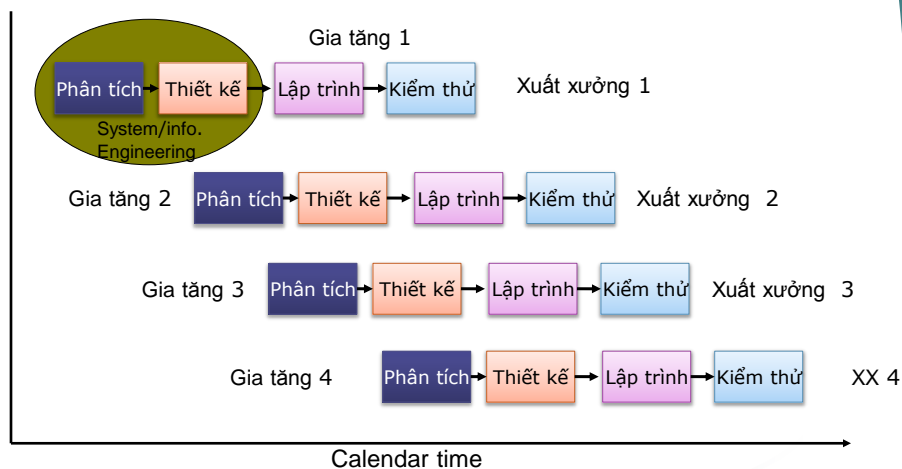 Gia tăng 1
Phân tích Thiết kế Lập trình Kiểm thử Xuất xưởng 1
System/info.
Engineering
Gia tăng 2 Phân tích Thiết kế Lập trình Kiểm thử Xuất xưởng 2
Gia tăng 3 Phân tích Thiết kế Lập trình Kiểm thử Xuất xưởng 3
Gia tăng 4 Phân tích Thiết kế Lập trình Kiểm thử XX 4
Calendar time